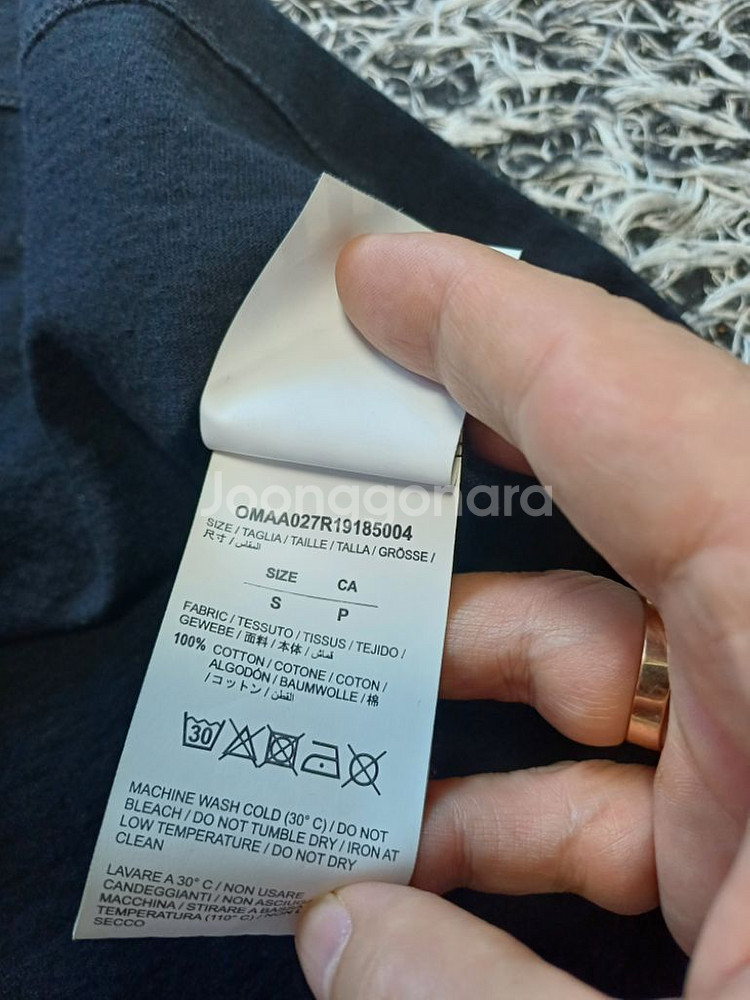 Joonggonara
OMAA027R19185004
SIZE / TAGLIA / TAILLE / TALLA / GRÖSSE /
尺寸 / المقاس /
SIZE CA
S P
FABRIC / TESSUTO / TISSUS / TEJIDO /
GEWEBE / 面料 / 本体 / قماش /
100% COTTON / COTONE / COTON /
ALGODÓN / BAUMWOLLE / 棉
/ コットン / القطن /
30
MACHINE WASH COLD (30° C) / DO NOT
BLEACH / DO NOT TUMBLE DRY / IRON AT
LOW TEMPERATURE / DO NOT DRY
CLEAN
LAVARE A 30° C / NON USARE
CANDEGGIANTI / NON ASCIUG
MACCHINA / STIRARE A BASSA
TEMPERATURA (110° C) / NON
SECCO